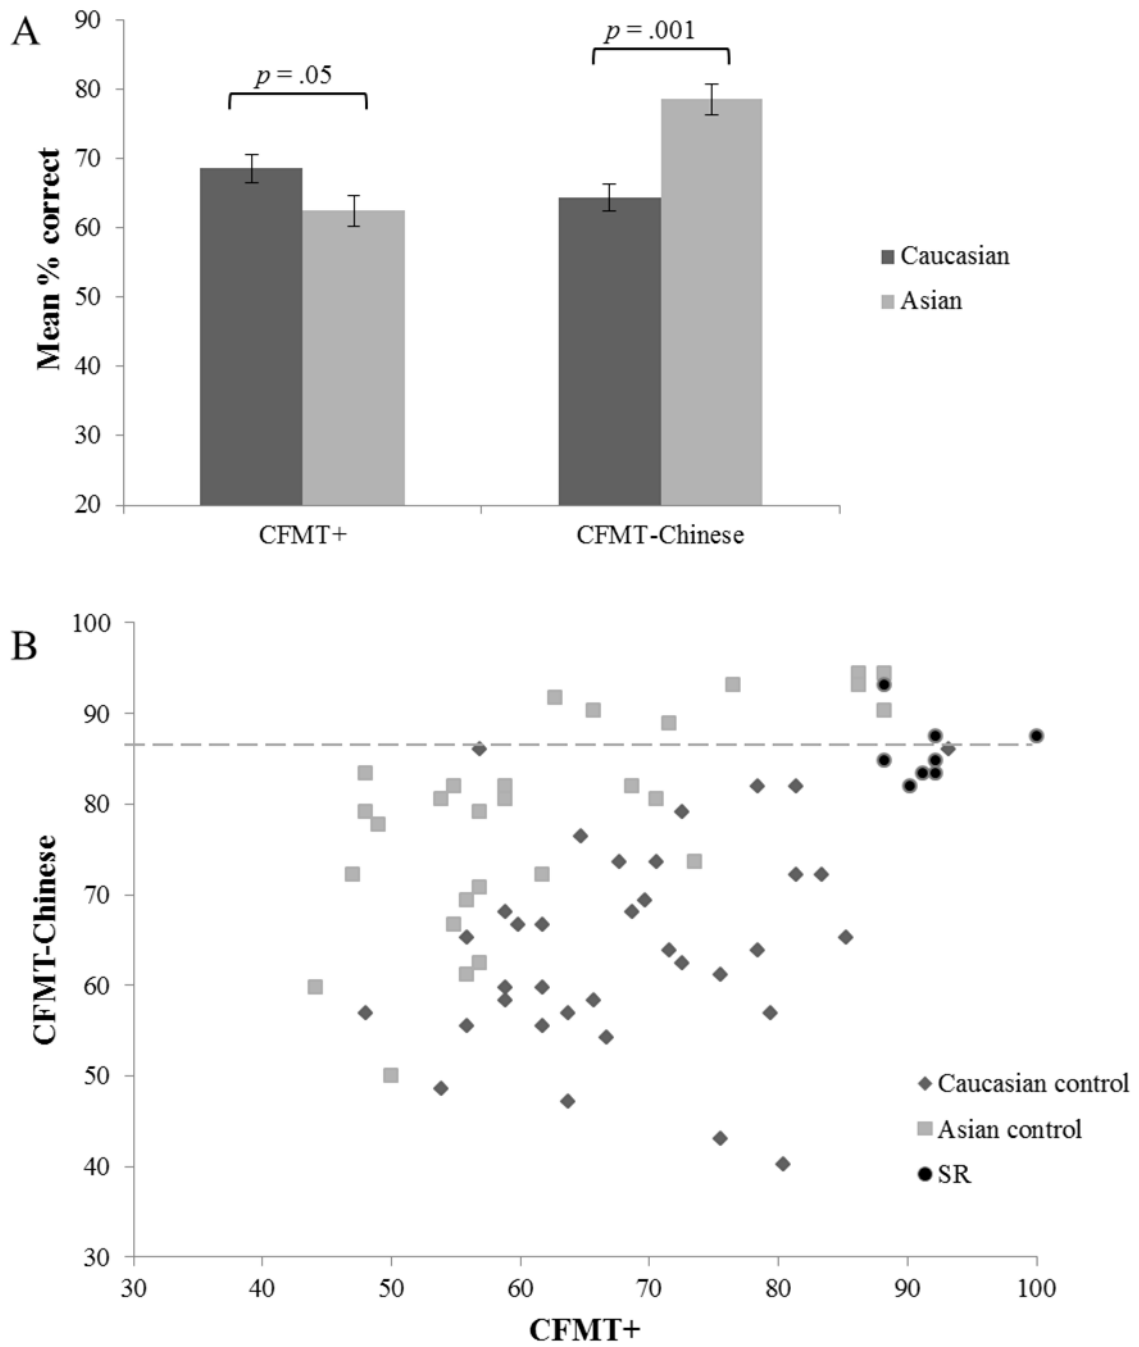 A
90
80
70
60
50
40
30
20
Mean % correct
p = .05
p = .001
CFMT+
CFMT-Chinese
Caucasian
Asian
B
100
90
80
70
60
50
40
30
CFMT-Chinese
30 40 50 60 70 80 90 100
CFMT+
Caucasian control
Asian control
SR